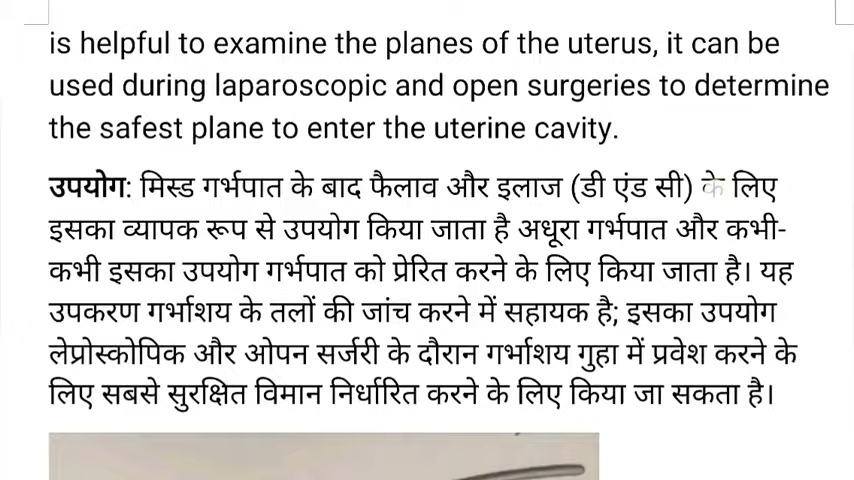 is helpful to examine the planes of the uterus, it can be
used during laparoscopic and open surgeries to determine
the safest plane to enter the uterine cavity.
उपयोग: मिस्ड गर्भपात के बाद फैलाव और इलाज (डी एंड सी) के लिए
इसका व्यापक रूप से उपयोग किया जाता है अधूरा गर्भपात और कभी-
कभी इसका उपयोग गर्भपात को प्रेरित करने के लिए किया जाता है। यह
उपकरण गर्भाशय के तलों की जांच करने में सहायक है; इसका उपयोग
लेप्रोस्कोपिक और ओपन सर्जरी के दौरान गर्भाशय गुहा में प्रवेश करने के
लिए सबसे सुरक्षित विमान निर्धारित करने के लिए किया जा सकता है।